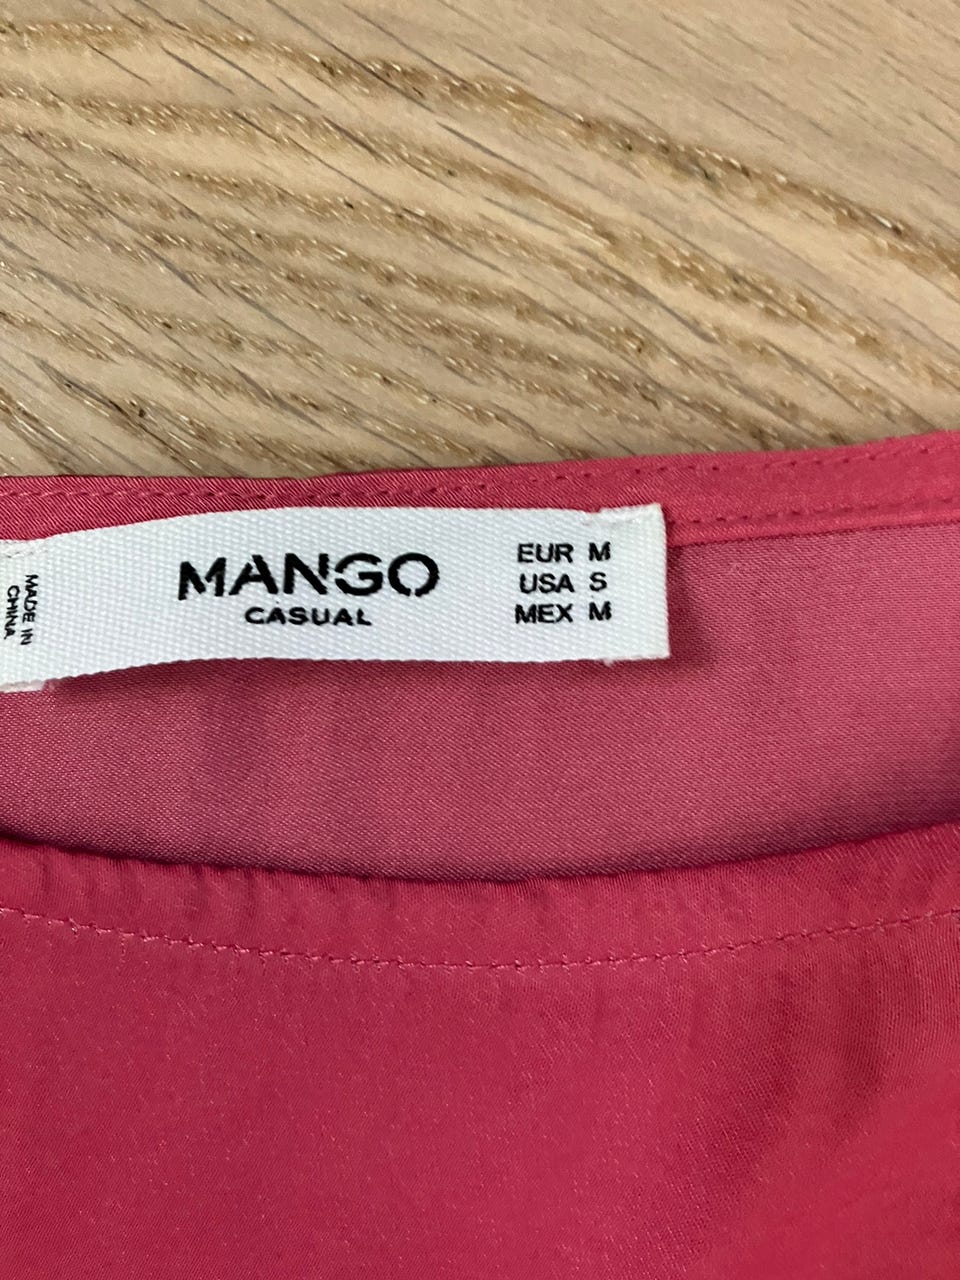 MANGO
CASUAL
EUR M
USA S
MEX M
MADE IN
CHINA